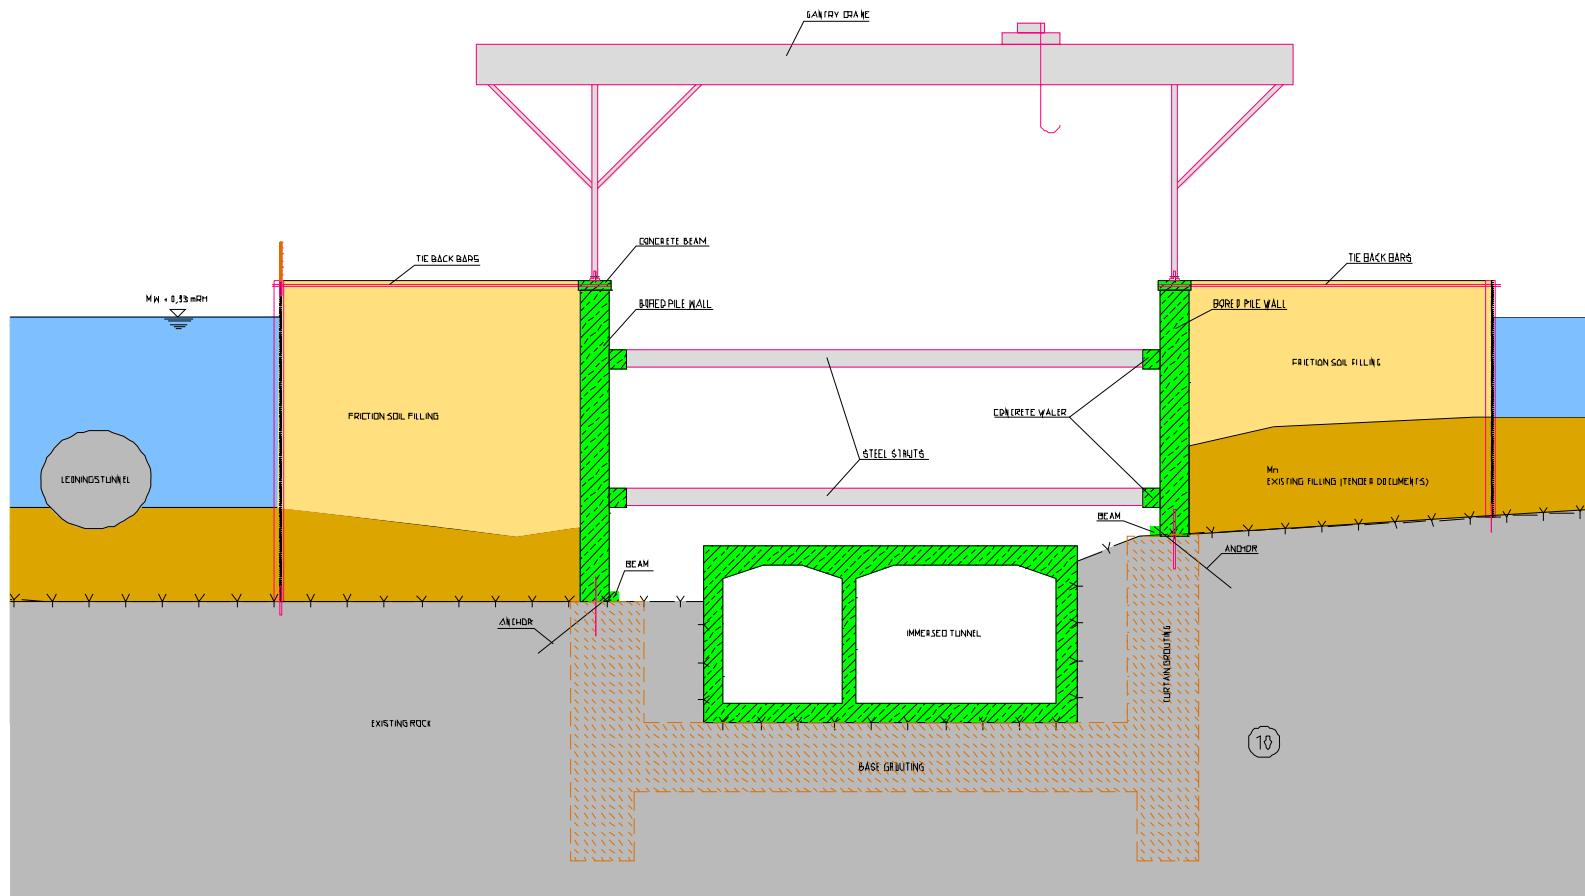 GANTRY CRANE
CONCRETE BEAM
TIE BACK BARS
TIE BACK BARS
MW + 0,93 mRH
BORED PILE WALL
BORED PILE WALL
FRICTION SOIL FILLING
FRICTION SOIL FILLING
CONCRETE WALER
STEEL STRUTS
LEDNINGSTUNNEL
Mn
EXISTING FILLING (TENDER DOCUMENTS)
BEAM
ANCHOR
BEAM
ANCHOR
IMMERSED TUNNEL
CURTAIN GROUTING
EXISTING ROCK
BASE GROUTING
10